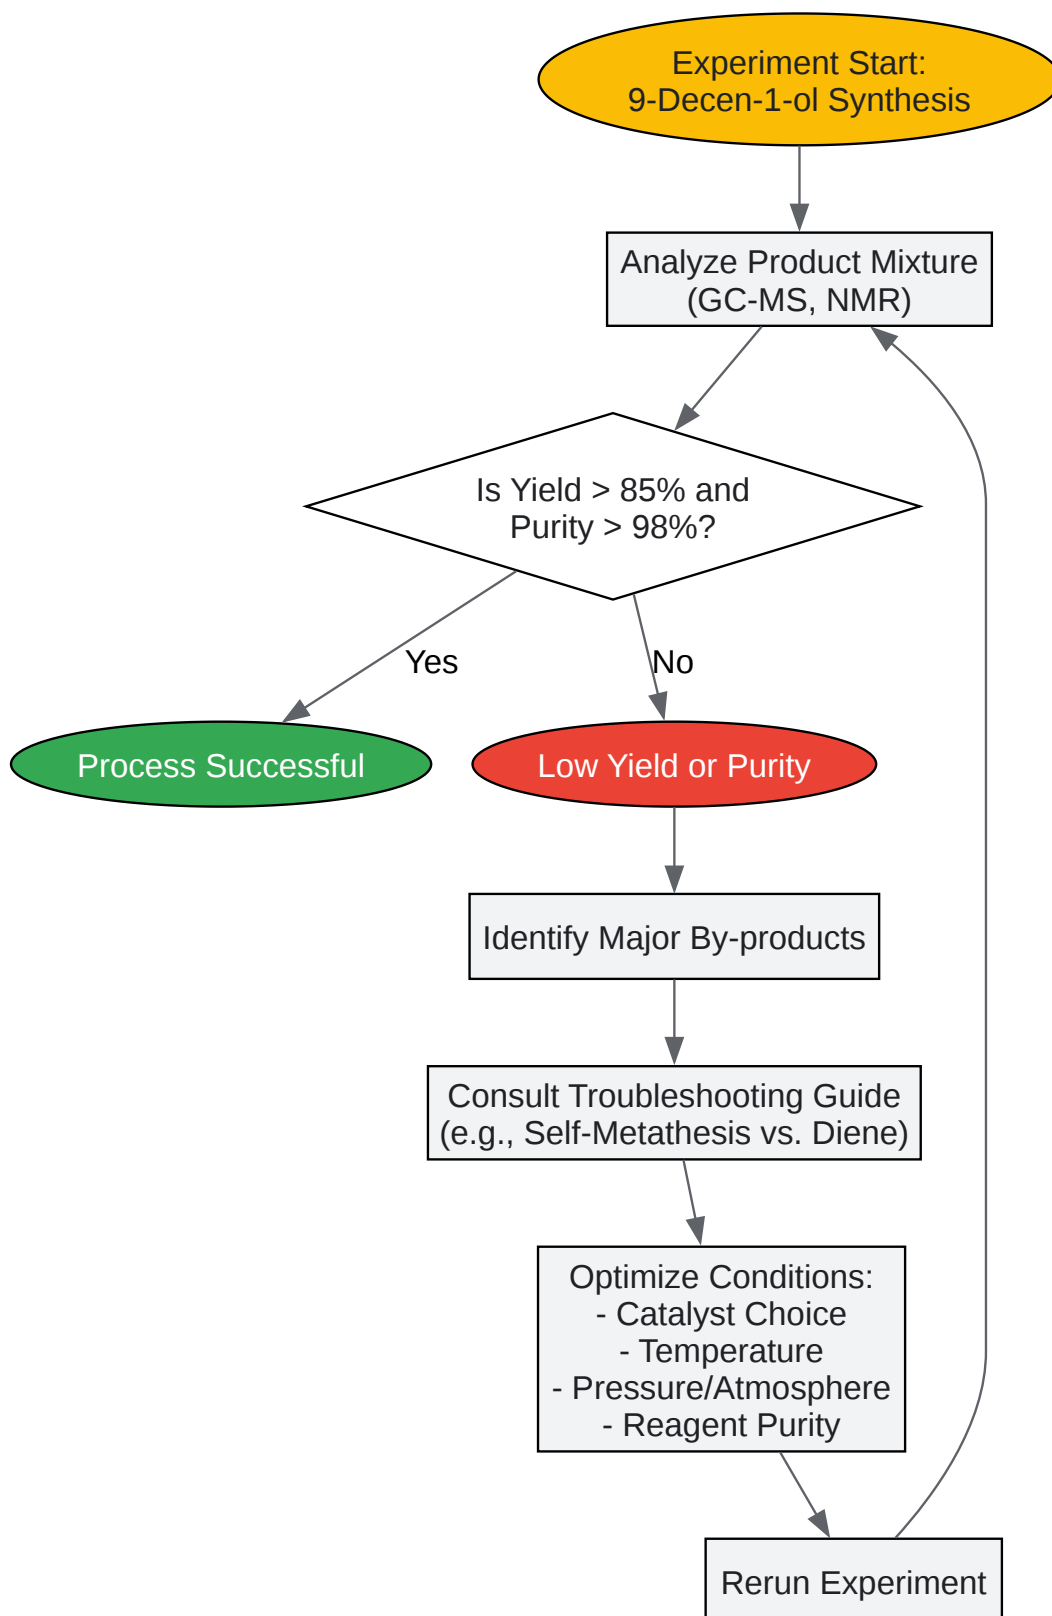 Experiment Start:
9-Decen-1-ol Synthesis
Analyze Product Mixture
(GC-MS, NMR)
Is Yield > 85% and
Purity > 98%?
Yes
No
Process Successful
Low Yield or Purity
Identify Major By-products
Consult Troubleshooting Guide
(e.g., Self-Metathesis vs. Diene)
Optimize Conditions:
- Catalyst Choice
- Temperature
- Pressure/Atmosphere
- Reagent Purity
Rerun Experiment